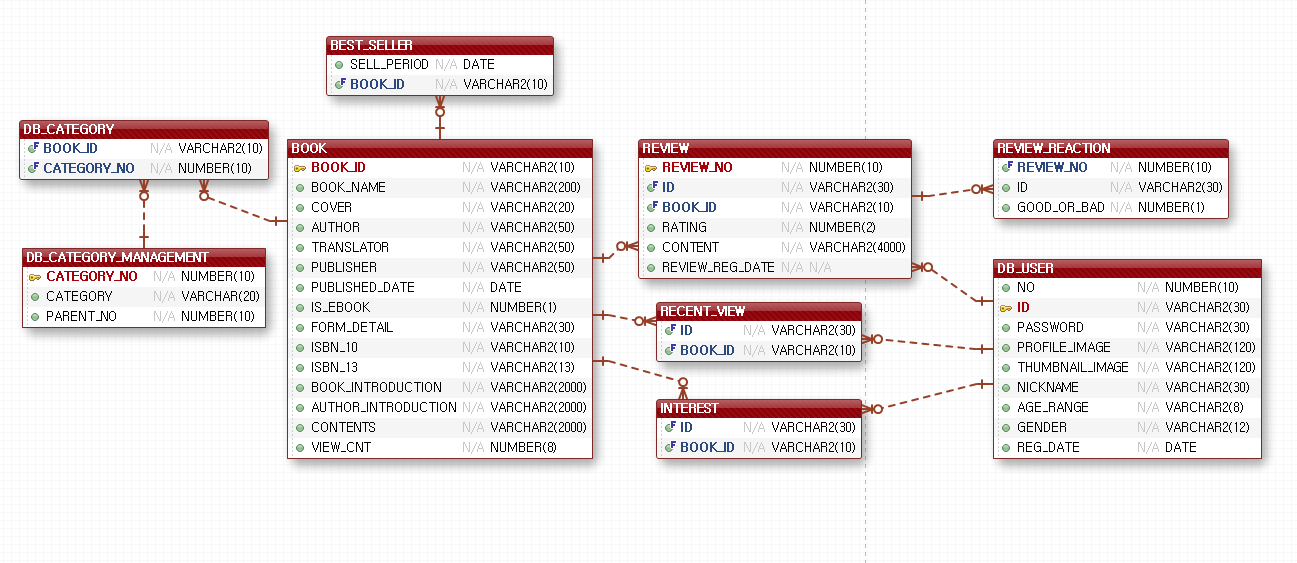 BEST_SELLER
SELL_PERIOD N/A DATE
BOOK_ID N/A VARCHAR2(10)
DB_CATEGORY
BOOK_ID N/A VARCHAR2(10)
CATEGORY_NO N/A NUMBER(10)
DB_CATEGORY_MANAGEMENT
CATEGORY_NO N/A NUMBER(10)
CATEGORY N/A VARCHAR(20)
PARENT_NO N/A NUMBER(10)
BOOK
BOOK_ID N/A VARCHAR2(10)
BOOK_NAME N/A VARCHAR2(200)
COVER N/A VARCHAR2(20)
AUTHOR N/A VARCHAR2(50)
TRANSLATOR N/A VARCHAR2(50)
PUBLISHER N/A VARCHAR2(50)
PUBLISHED_DATE N/A DATE
IS_EBOOK N/A NUMBER(1)
FORM_DETAIL N/A VARCHAR2(30)
ISBN_10 N/A VARCHAR2(10)
ISBN_13 N/A VARCHAR2(13)
BOOK_INTRODUCTION N/A VARCHAR2(2000)
AUTHOR_INTRODUCTION N/A VARCHAR2(2000)
CONTENTS N/A VARCHAR2(2000)
VIEW_CNT N/A NUMBER(8)
REVIEW
REVIEW_NO N/A NUMBER(10)
ID N/A VARCHAR2(30)
BOOK_ID N/A VARCHAR2(10)
RATING N/A NUMBER(2)
CONTENT N/A VARCHAR2(4000)
REVIEW_REG_DATE N/A N/A
RECENT_VIEW
ID N/A VARCHAR2(30)
BOOK_ID N/A VARCHAR2(10)
INTEREST
ID N/A VARCHAR2(30)
BOOK_ID N/A VARCHAR2(10)
REVIEW_REACTION
REVIEW_NO N/A NUMBER(10)
ID N/A VARCHAR2(30)
GOOD_OR_BAD N/A NUMBER(1)
DB_USER
NO N/A NUMBER(10)
ID N/A VARCHAR2(30)
PASSWORD N/A VARCHAR2(30)
PROFILE_IMAGE N/A VARCHAR2(120)
THUMBNAIL_IMAGE N/A VARCHAR2(120)
NICKNAME N/A VARCHAR2(30)
AGE_RANGE N/A VARCHAR2(8)
GENDER N/A VARCHAR2(12)
REG_DATE N/A DATE